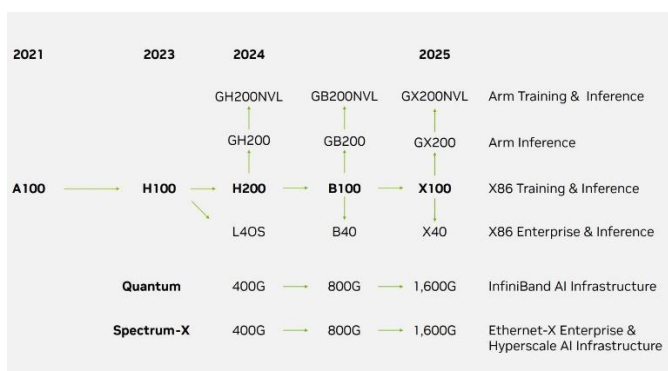 2021 2023 2024 2025
GH200NVL GB200NVL GX200NVL Arm Training & Inference
GH200 GB200 GX200 Arm Inference
A100 H100 H200 B100 X100 X86 Training & Inference
L40S B40 X40 X86 Enterprise & Inference
Quantum 400G 800G 1,600G InfiniBand AI Infrastructure
Spectrum-X 400G 800G 1,600G Ethernet-X Enterprise &
Hyperscale AI Infrastructure